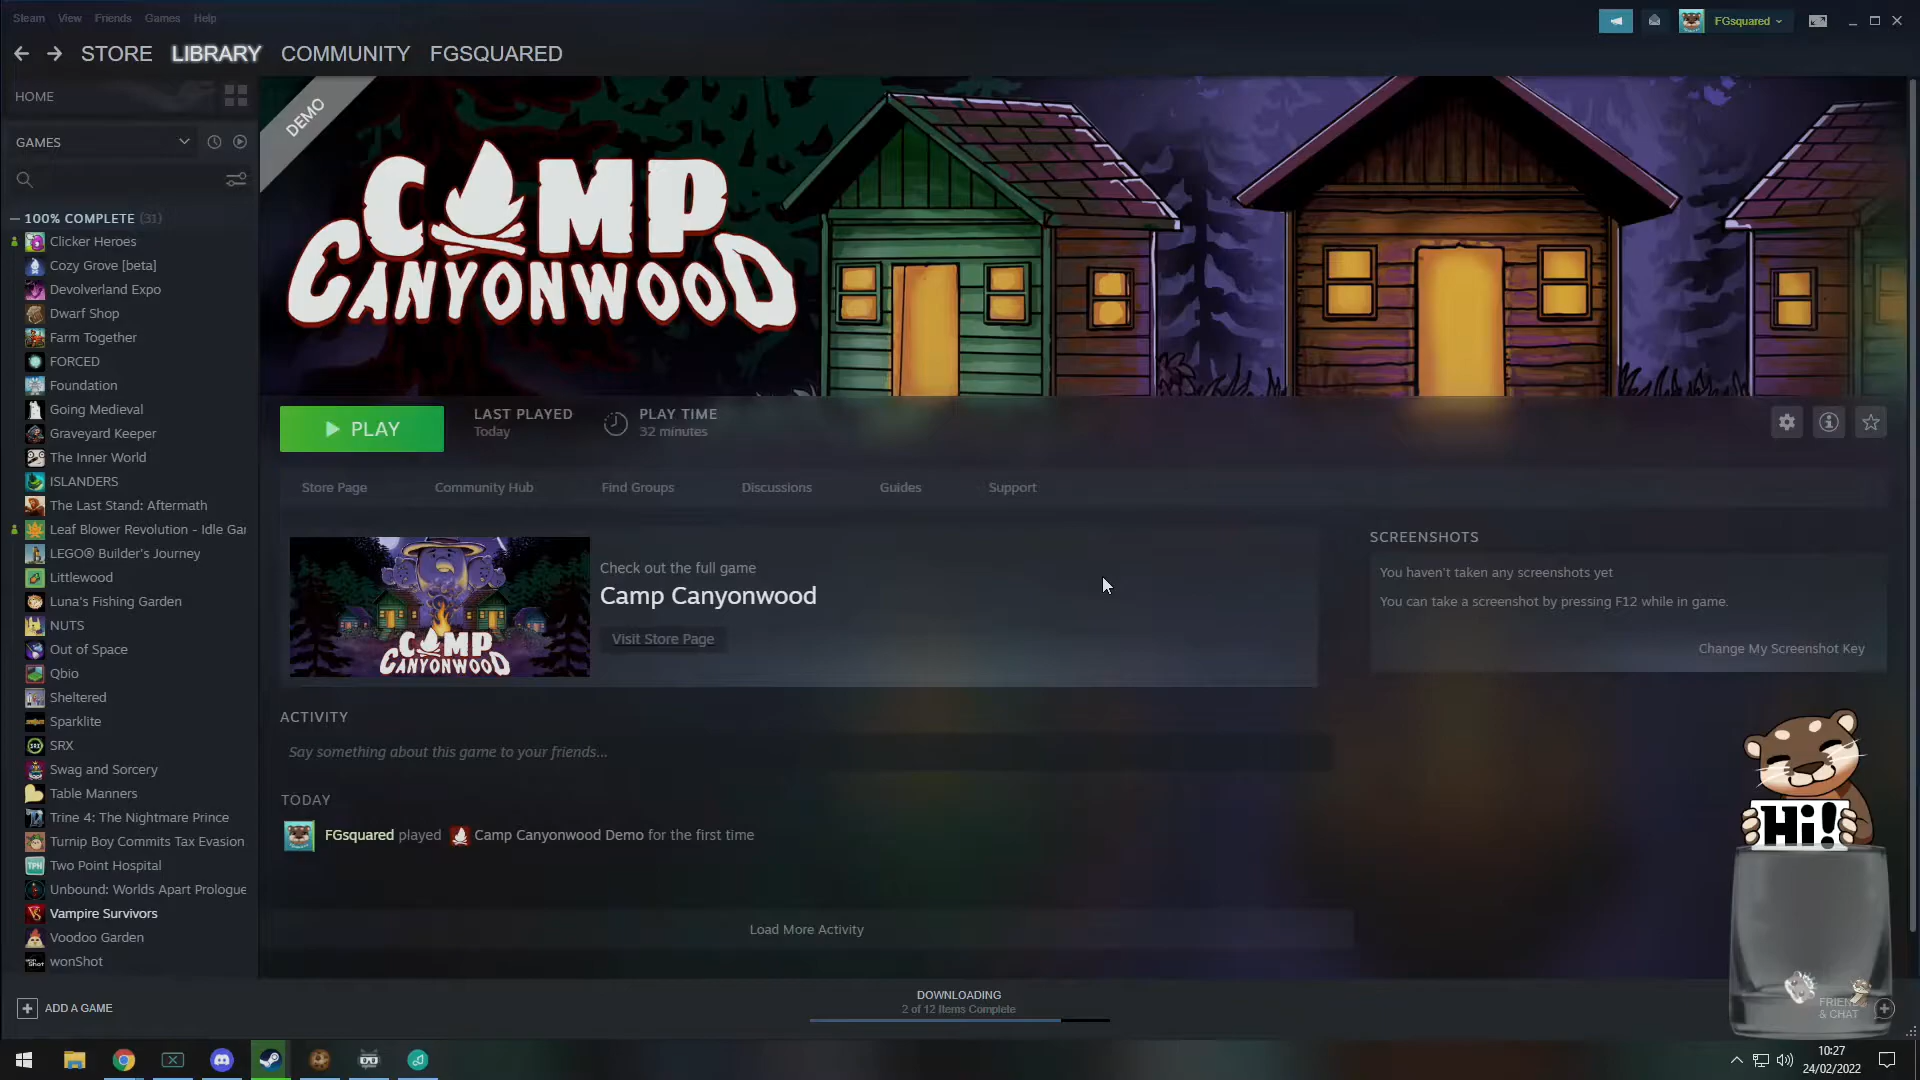 Steam View Friends Games Help
FGsquared
STORE LIBRARY COMMUNITY FGSQUARED
HOME
GAMES
100% COMPLETE (31)
Clicker Heroes
Cozy Grove [beta]
Devolverland Expo
Dwarf Shop
Farm Together
FORCED
Foundation
Going Medieval
Graveyard Keeper
The Inner World
ISLANDERS
The Last Stand: Aftermath
Leaf Blower Revolution - Idle Gar
LEGO® Builder's Journey
Littlewood
Luna's Fishing Garden
NUTS
Out of Space
Qbio
Sheltered
Sparklite
SRX
Swag and Sorcery
Table Manners
Trine 4: The Nightmare Prince
Turnip Boy Commits Tax Evasion
Two Point Hospital
Unbound: Worlds Apart Prologue
Vampire Survivors
Voodoo Garden
wonShot
ADD A GAME
DEMO
CAMP
CANYONWOOD
PLAY
LAST PLAYED
Today
PLAY TIME
32 minutes
Store Page Community Hub Find Groups Discussions Guides Support
CAMP
CANYONWOOD
Check out the full game
Camp Canyonwood
Visit Store Page
SCREENSHOTS
You haven't taken any screenshots yet
You can take a screenshot by pressing F12 while in game.
Change My Screenshot Key
ACTIVITY
Say something about this game to your friends...
TODAY
FGsquared played Camp Canyonwood Demo for the first time
Load More Activity
Hi!
DOWNLOADING
2 of 12 Items Complete
& CHAT
10:27
24/02/2022